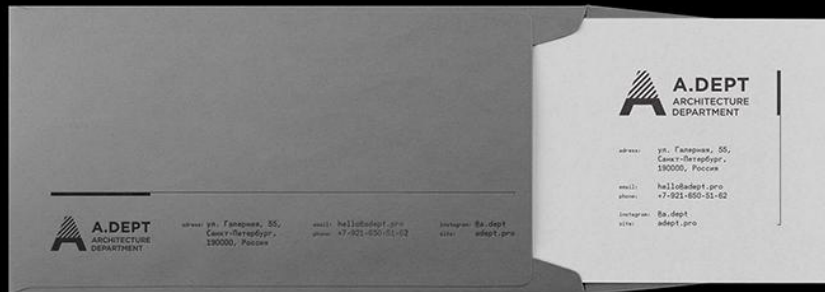 A.DEPT
ARCHITECTURE
DEPARTMENT
adress: ул. Галерная, 55,
Санкт-Петербург,
190000, Россия
email: hello@adept.pro
phone: +7-921-650-51-62
instagram: @a.dept
site: adept.pro
A.DEPT
ARCHITECTURE
DEPARTMENT
adress: ул. Галерная, 55,
Санкт-Петербург,
190000, Россия
email: hello@adept.pro
phone: +7-921-650-51-62
instagram: @a.dept
site: adept.pro